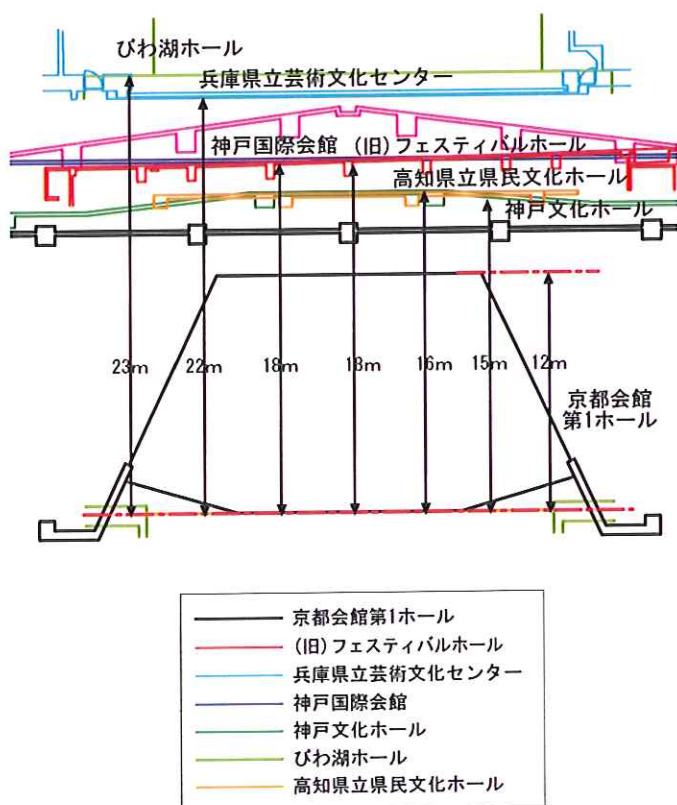 びわ湖ホール
兵庫県立芸術文化センター
神戸国際会館 (旧)フェスティバルホール
高知県立県民文化ホール
神戸文化ホール
23m 22m 18m 18m 16m 15m 12m
京都会館
第1ホール
京都会館第1ホール
(旧)フェスティバルホール
兵庫県立芸術文化センター
神戸国際会館
神戸文化ホール
びわ湖ホール
高知県立県民文化ホール